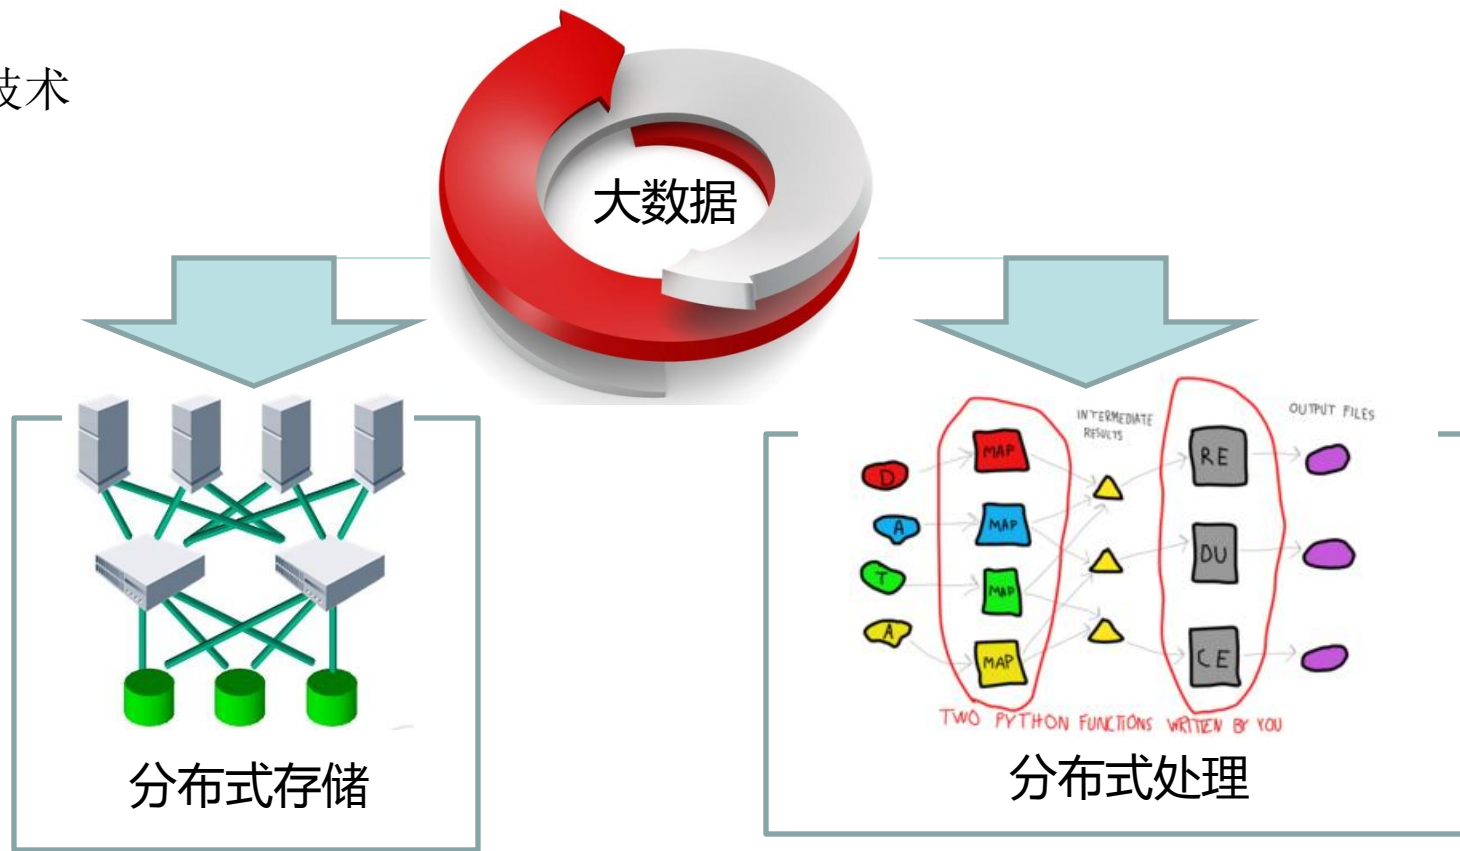 技术
大数据
INTERMEDIATE
RESULTS
OUTPUT FILES
D
MAP
RE
A
MAP
DU
T
MAP
A
MAP
CE
TWO PYTHON FUNCTIONS WRITTEN BY YOU
分布式存储
分布式处理